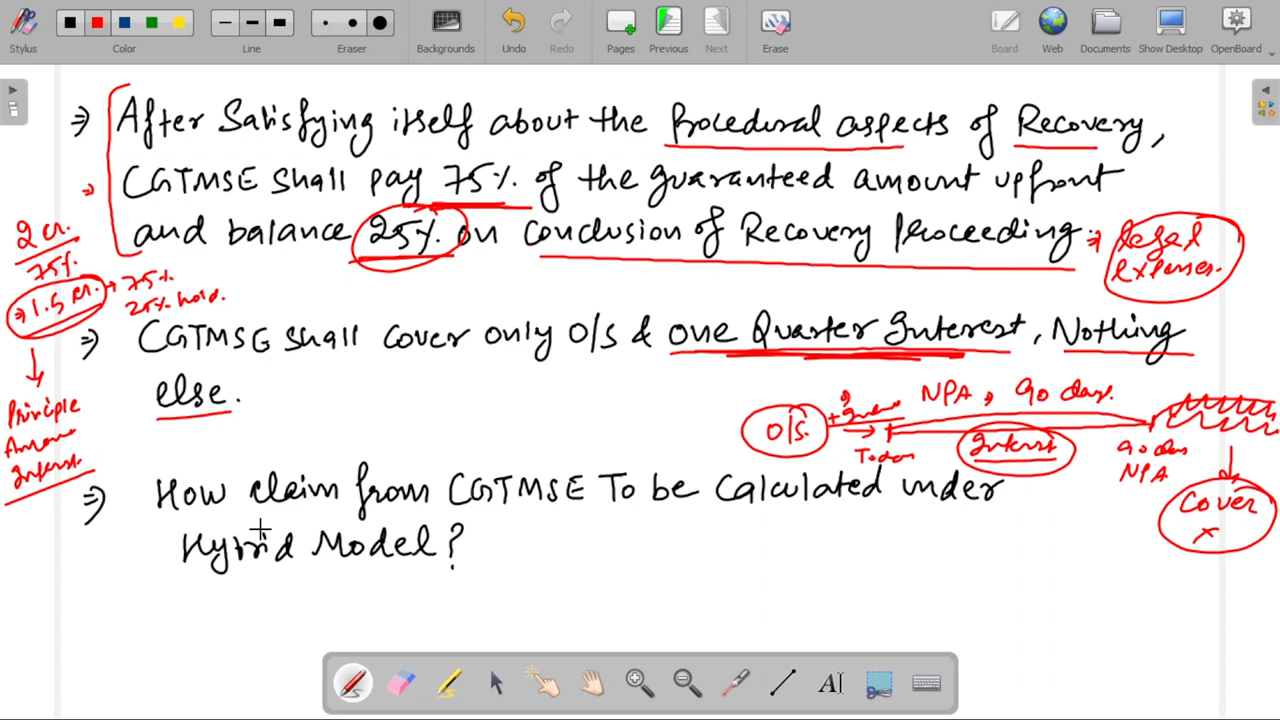 Stylus
Color
Line
Eraser
Backgrounds
Undo
Redo
Pages
Previous
Next
Erase
Board
Web
Documents
Show Desktop
OpenBoard
⇒ After Satisfying itself about the Procedural aspects of Recovery,
CGTMSE shall pay 75% of the guaranteed amount upfront
and balance 25% on conclusion of Recovery Proceeding.
⇒ legal
expenses.
2 cr.
75%
⇒ 1.5 cr. → 75%
25% hold.
Principle
Interest.
⇒ CGTMSE shall cover only O/S & one Quarter Interest, Nothing
else.
O/S.
NPA, 90 days.
Today
Interest
90 days
NPA
Cover
x
⇒ How claim from CGTMSE To be Calculated under
Hybrid Model?